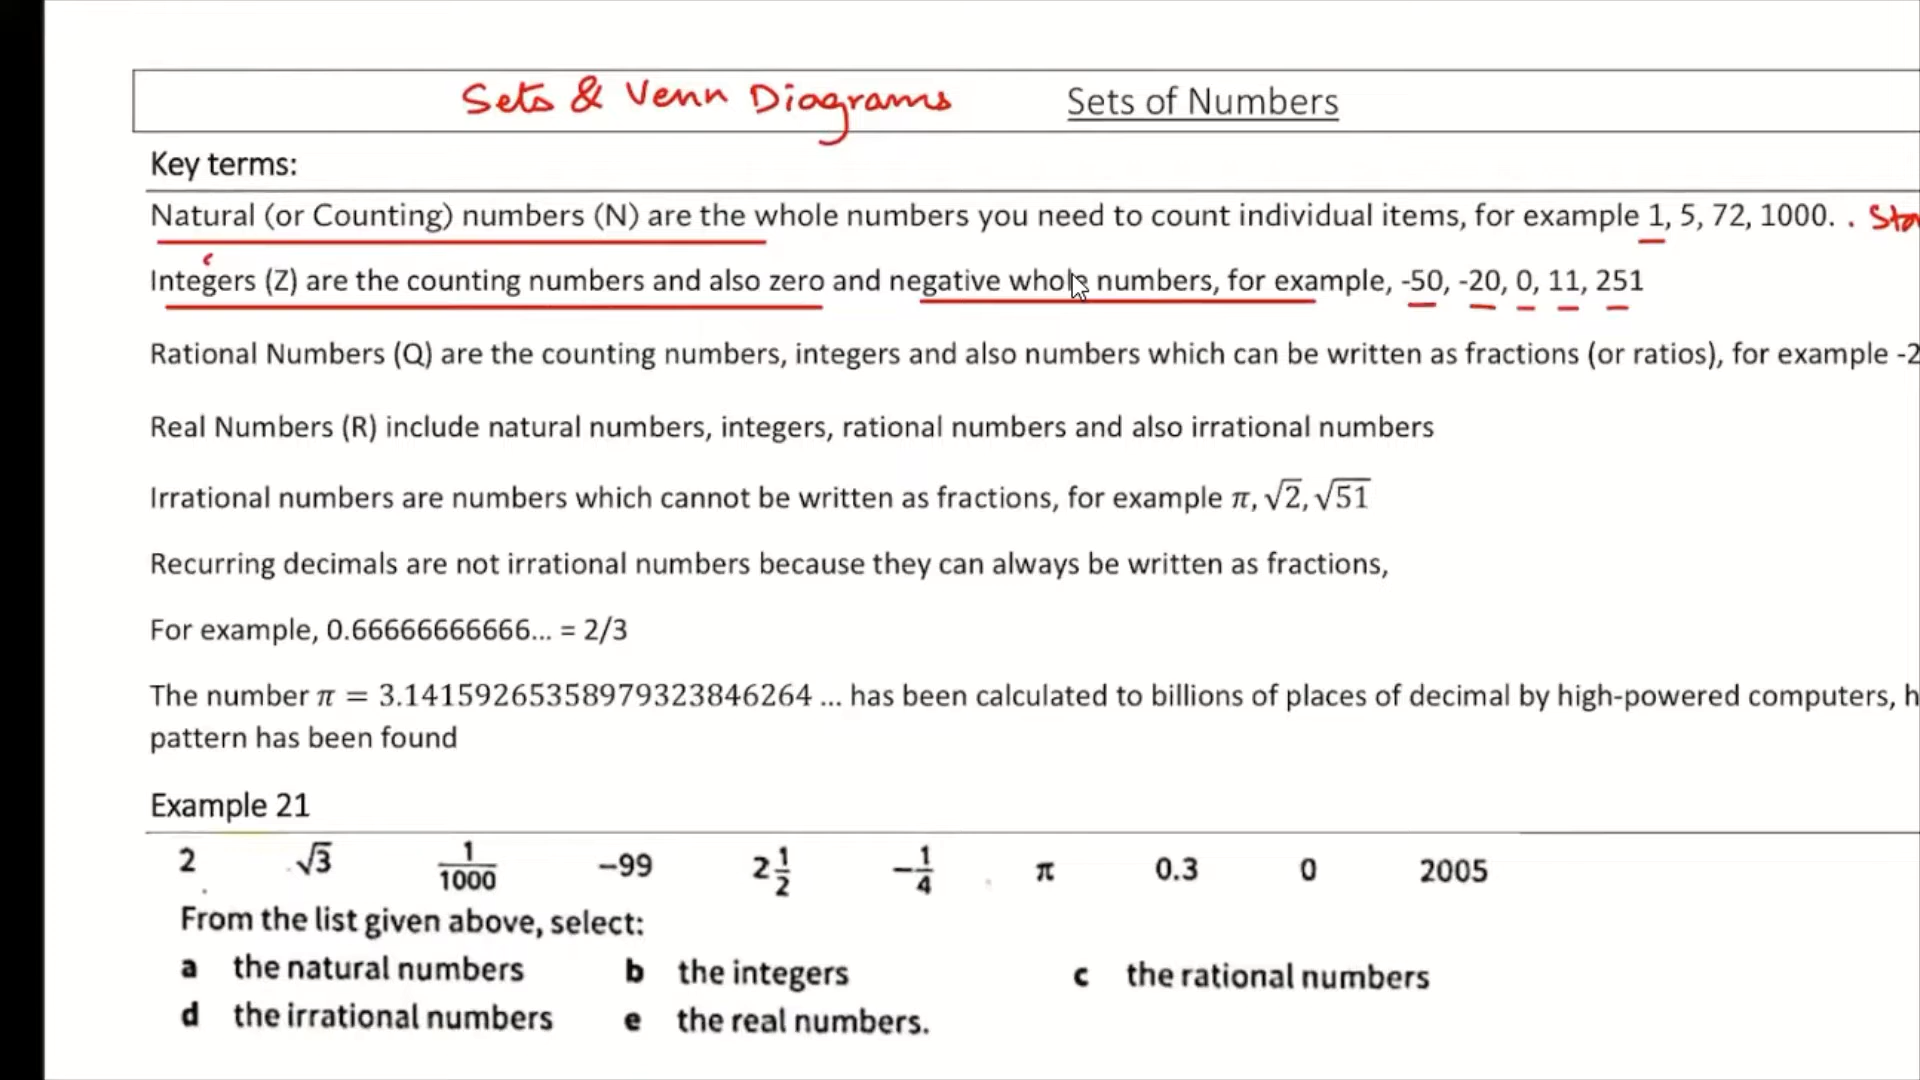 Sets & Venn Diagrams Sets of Numbers
Key terms:
Natural (or Counting) numbers (N) are the whole numbers you need to count individual items, for example 1, 5, 72, 1000. .
Integers (Z) are the counting numbers and also zero and negative whole numbers, for example, -50, -20, 0, 11, 251
Rational Numbers (Q) are the counting numbers, integers and also numbers which can be written as fractions (or ratios), for example -2
Real Numbers (R) include natural numbers, integers, rational numbers and also irrational numbers
Irrational numbers are numbers which cannot be written as fractions, for example π, √2, √51
Recurring decimals are not irrational numbers because they can always be written as fractions,
For example, 0.66666666666... = 2/3
The number π = 3.14159265358979323846264 ... has been calculated to billions of places of decimal by high-powered computers, h
pattern has been found
Example 21
2 √3 1/1000 −99 2 1/2 −1/4 π 0.3 0 2005
From the list given above, select:
a the natural numbers b the integers c the rational numbers
d the irrational numbers e the real numbers.